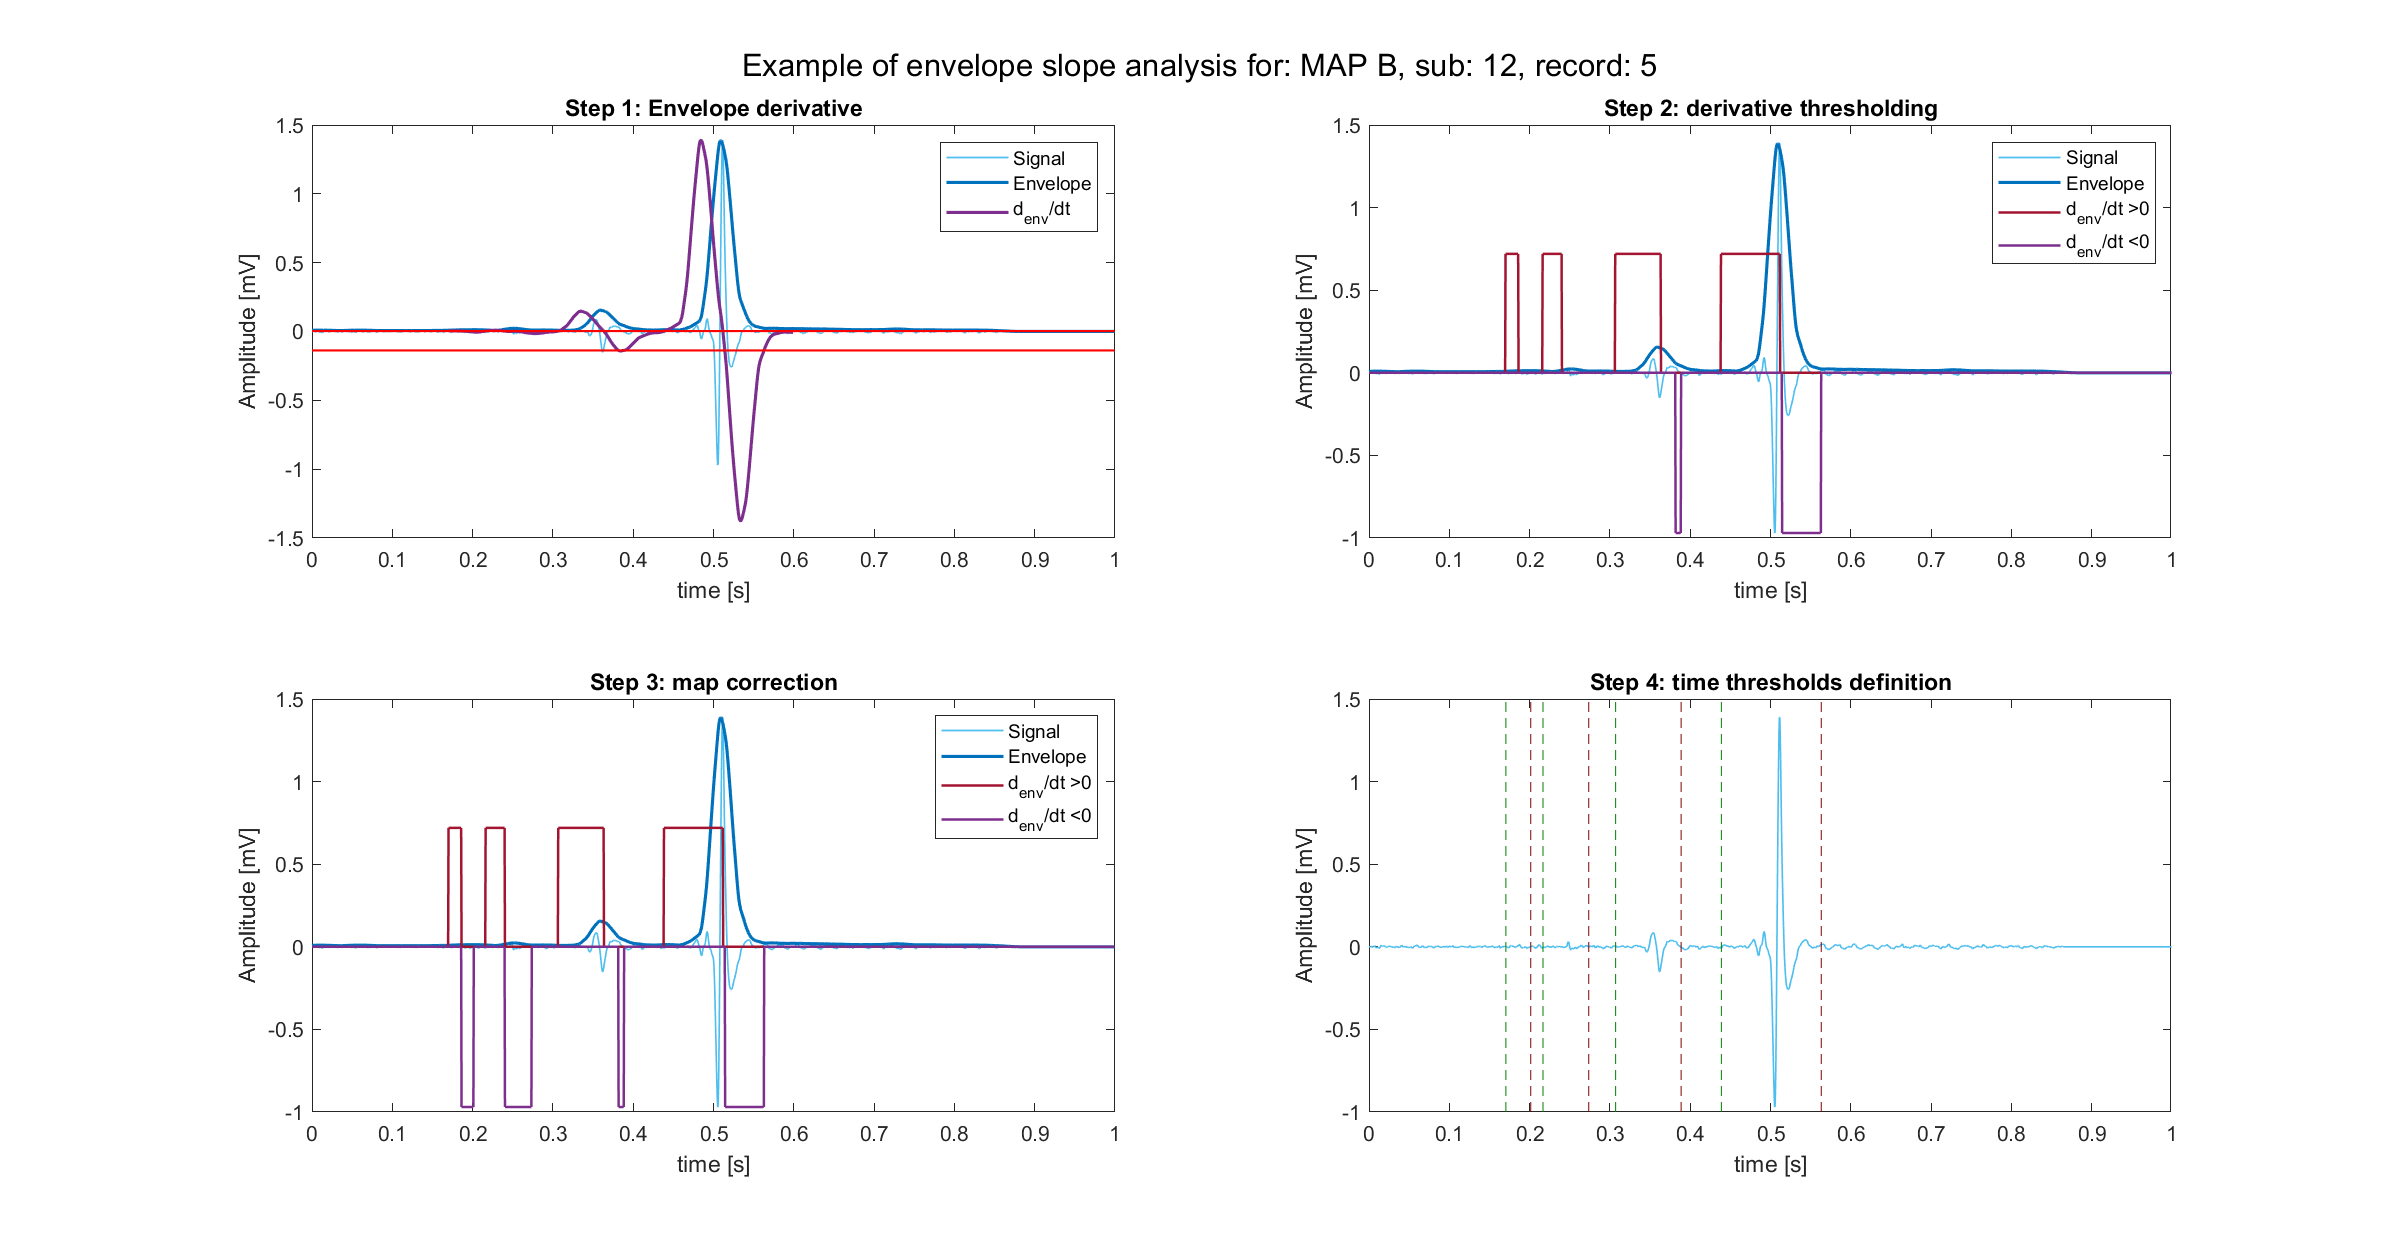 Example of envelope slope analysis for: MAP B, sub: 12, record: 5
Step 1: Envelope derivative
1.5
1
0.5
0
-0.5
-1
-1.5
Amplitude [mV]
Signal
Envelope
d_env/dt
0 0.1 0.2 0.3 0.4 0.5 0.6 0.7 0.8 0.9 1
time [s]
Step 2: derivative thresholding
1.5
1
0.5
0
-0.5
-1
Amplitude [mV]
Signal
Envelope
d_env/dt >0
d_env/dt <0
0 0.1 0.2 0.3 0.4 0.5 0.6 0.7 0.8 0.9 1
time [s]
Step 3: map correction
1.5
1
0.5
0
-0.5
-1
Amplitude [mV]
Signal
Envelope
d_env/dt >0
d_env/dt <0
0 0.1 0.2 0.3 0.4 0.5 0.6 0.7 0.8 0.9 1
time [s]
Step 4: time thresholds definition
1.5
1
0.5
0
-0.5
-1
Amplitude [mV]
0 0.1 0.2 0.3 0.4 0.5 0.6 0.7 0.8 0.9 1
time [s]